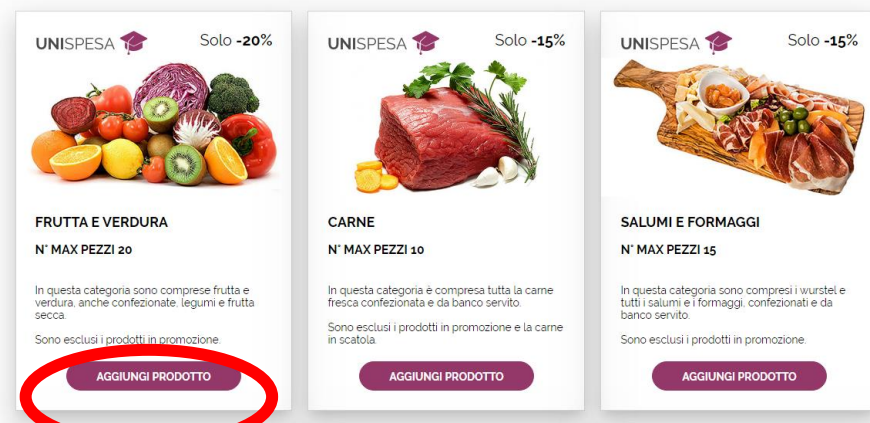 UNISPESA Solo -20%
FRUTTA E VERDURA
N° MAX PEZZI 20
In questa categoria sono comprese frutta e
verdura, anche confezionate, legumi e frutta
secca.
Sono esclusi i prodotti in promozione.
AGGIUNGI PRODOTTO
UNISPESA Solo -15%
CARNE
N° MAX PEZZI 10
In questa categoria è compresa tutta la carne
fresca confezionata e da banco servito.
Sono esclusi i prodotti in promozione e la carne
in scatola.
AGGIUNGI PRODOTTO
UNISPESA Solo -15%
SALUMI E FORMAGGI
N° MAX PEZZI 15
In questa categoria sono compresi i wurstel e
tutti i salumi e i formaggi, confezionati e da
banco servito.
Sono esclusi i prodotti in promozione.
AGGIUNGI PRODOTTO